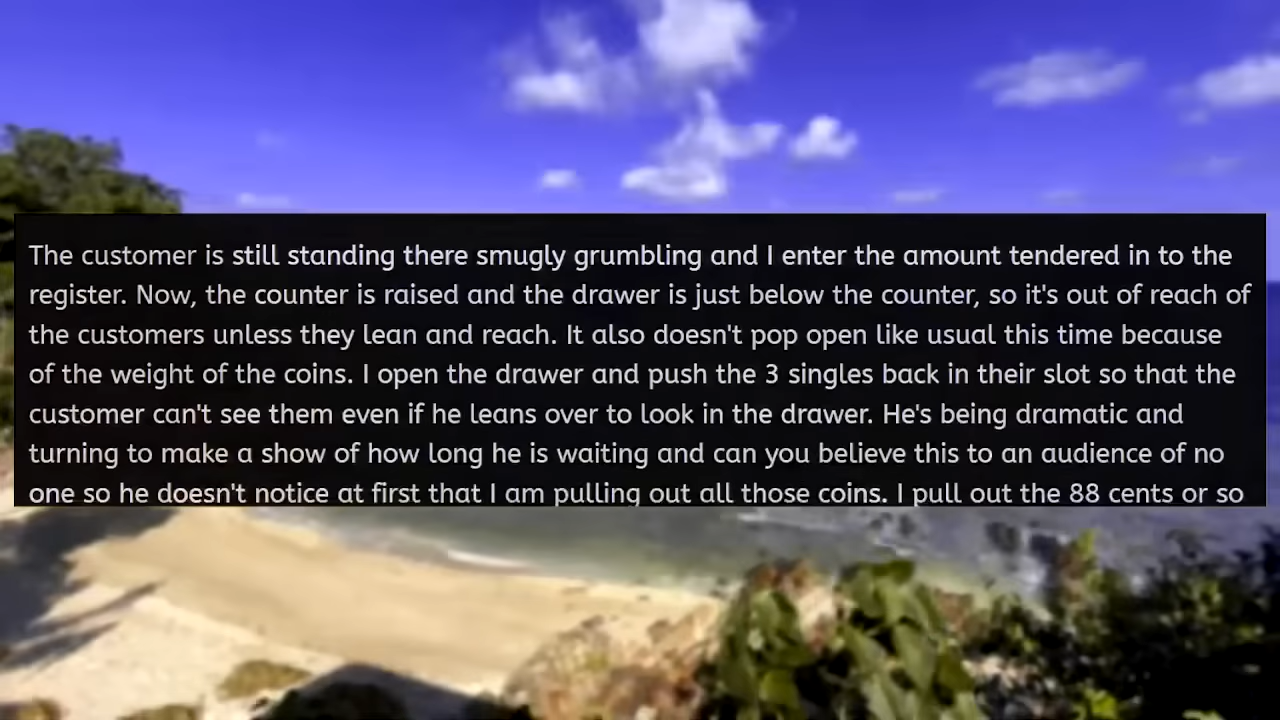 The customer is still standing there smugly grumbling and I enter the amount tendered in to the
register. Now, the counter is raised and the drawer is just below the counter, so it's out of reach of
the customers unless they lean and reach. It also doesn't pop open like usual this time because
of the weight of the coins. I open the drawer and push the 3 singles back in their slot so that the
customer can't see them even if he leans over to look in the drawer. He's being dramatic and
turning to make a show of how long he is waiting and can you believe this to an audience of no
one so he doesn't notice at first that I am pulling out all those coins. I pull out the 88 cents or so